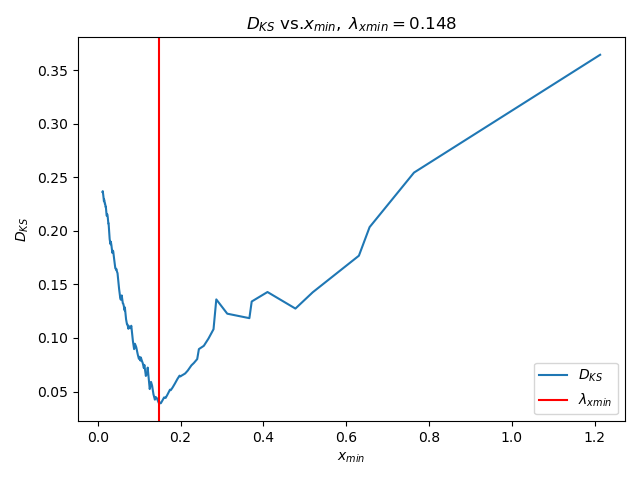 D_{KS} vs.x_{min}, λ_{xmin} = 0.148
D_{KS}
0.35
0.30
0.25
0.20
0.15
0.10
0.05
0.0
0.2
0.4
0.6
0.8
1.0
1.2
x_{min}
D_{KS}
λ_{xmin}